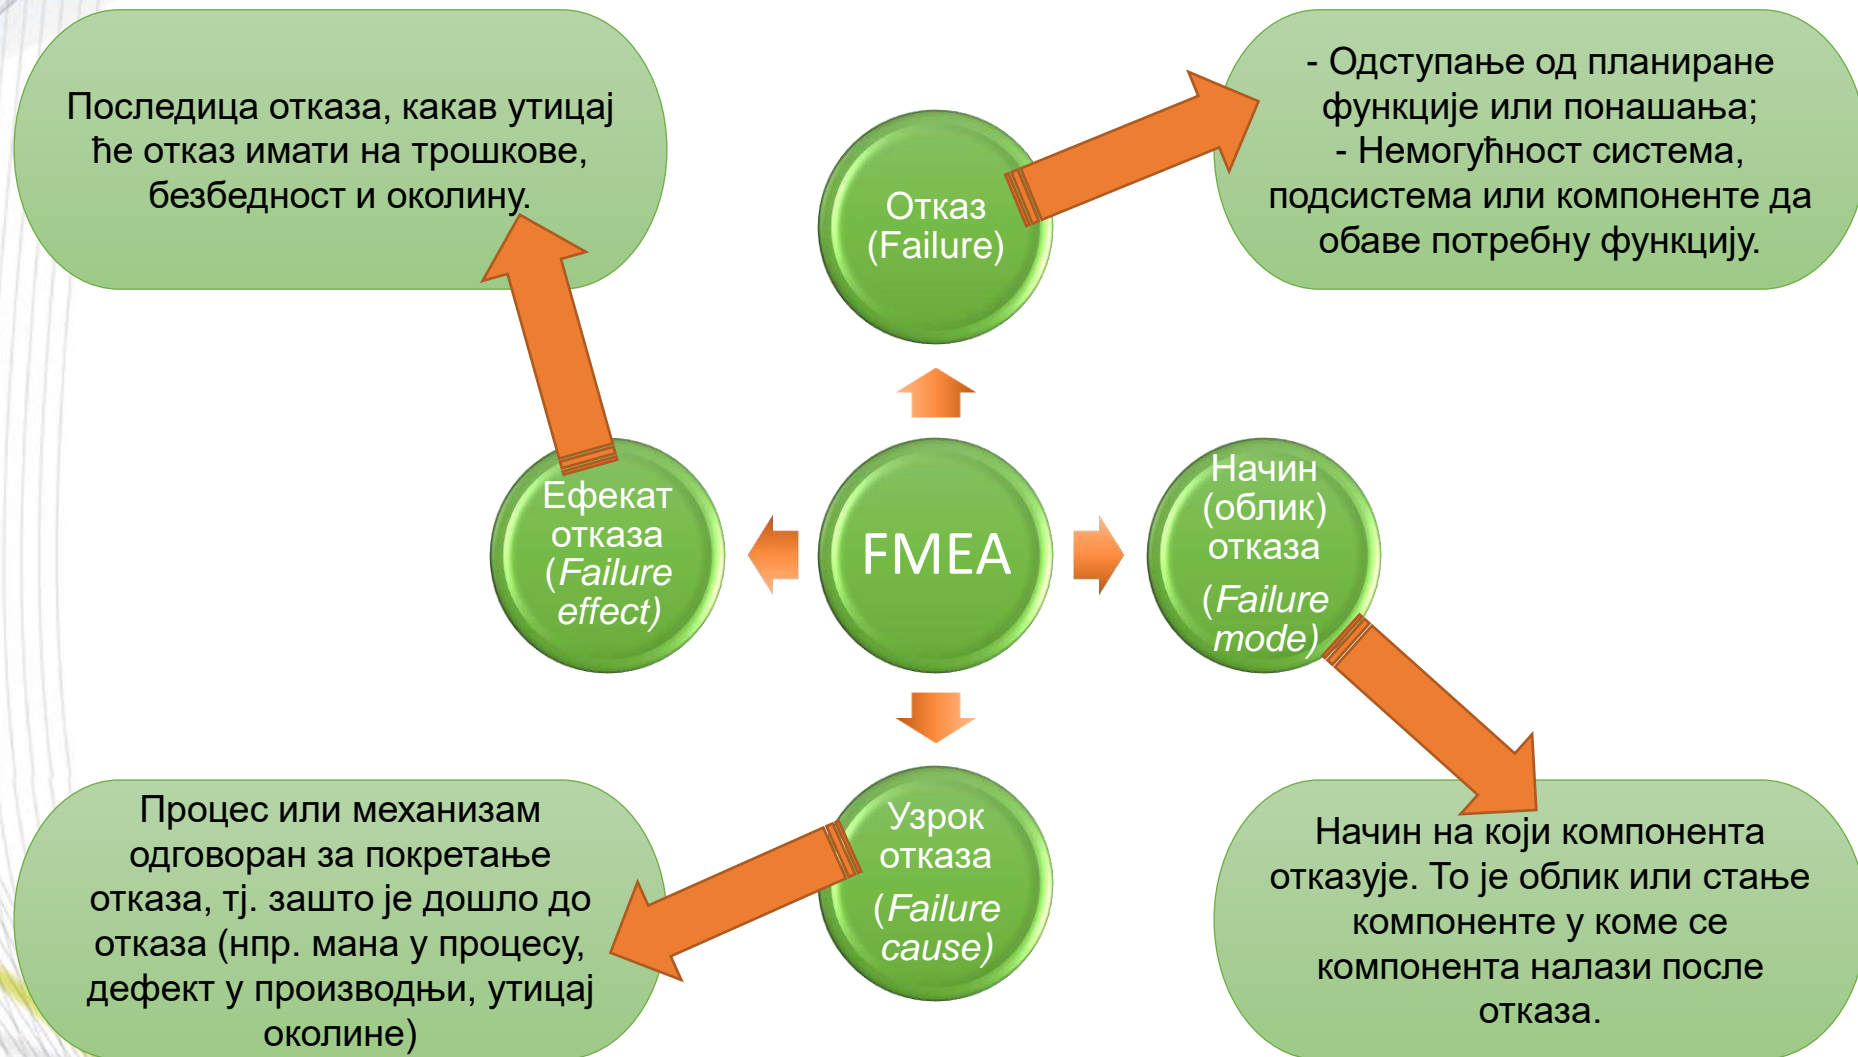 Последица отказа, какав утицај
ће отказ имати на трошкове,
безбедност и околину.
- Одступање од планиране
функције или понашања;
- Немогућност система,
подсистема или компоненте да
обаве потребну функцију.
Отказ
(Failure)
Ефекат
отказа
(Failure
effect)
FMEA
Начин
(облик)
отказа
(Failure
mode)
Узрок
отказа
(Failure
cause)
Процес или механизам
одговоран за покретање
отказа, тј. зашто је дошло до
отказа (нпр. мана у процесу,
дефект у производњи, утицај
околине)
Начин на који компонента
отказује. То је облик или стање
компоненте у коме се
компонента налази после
отказа.